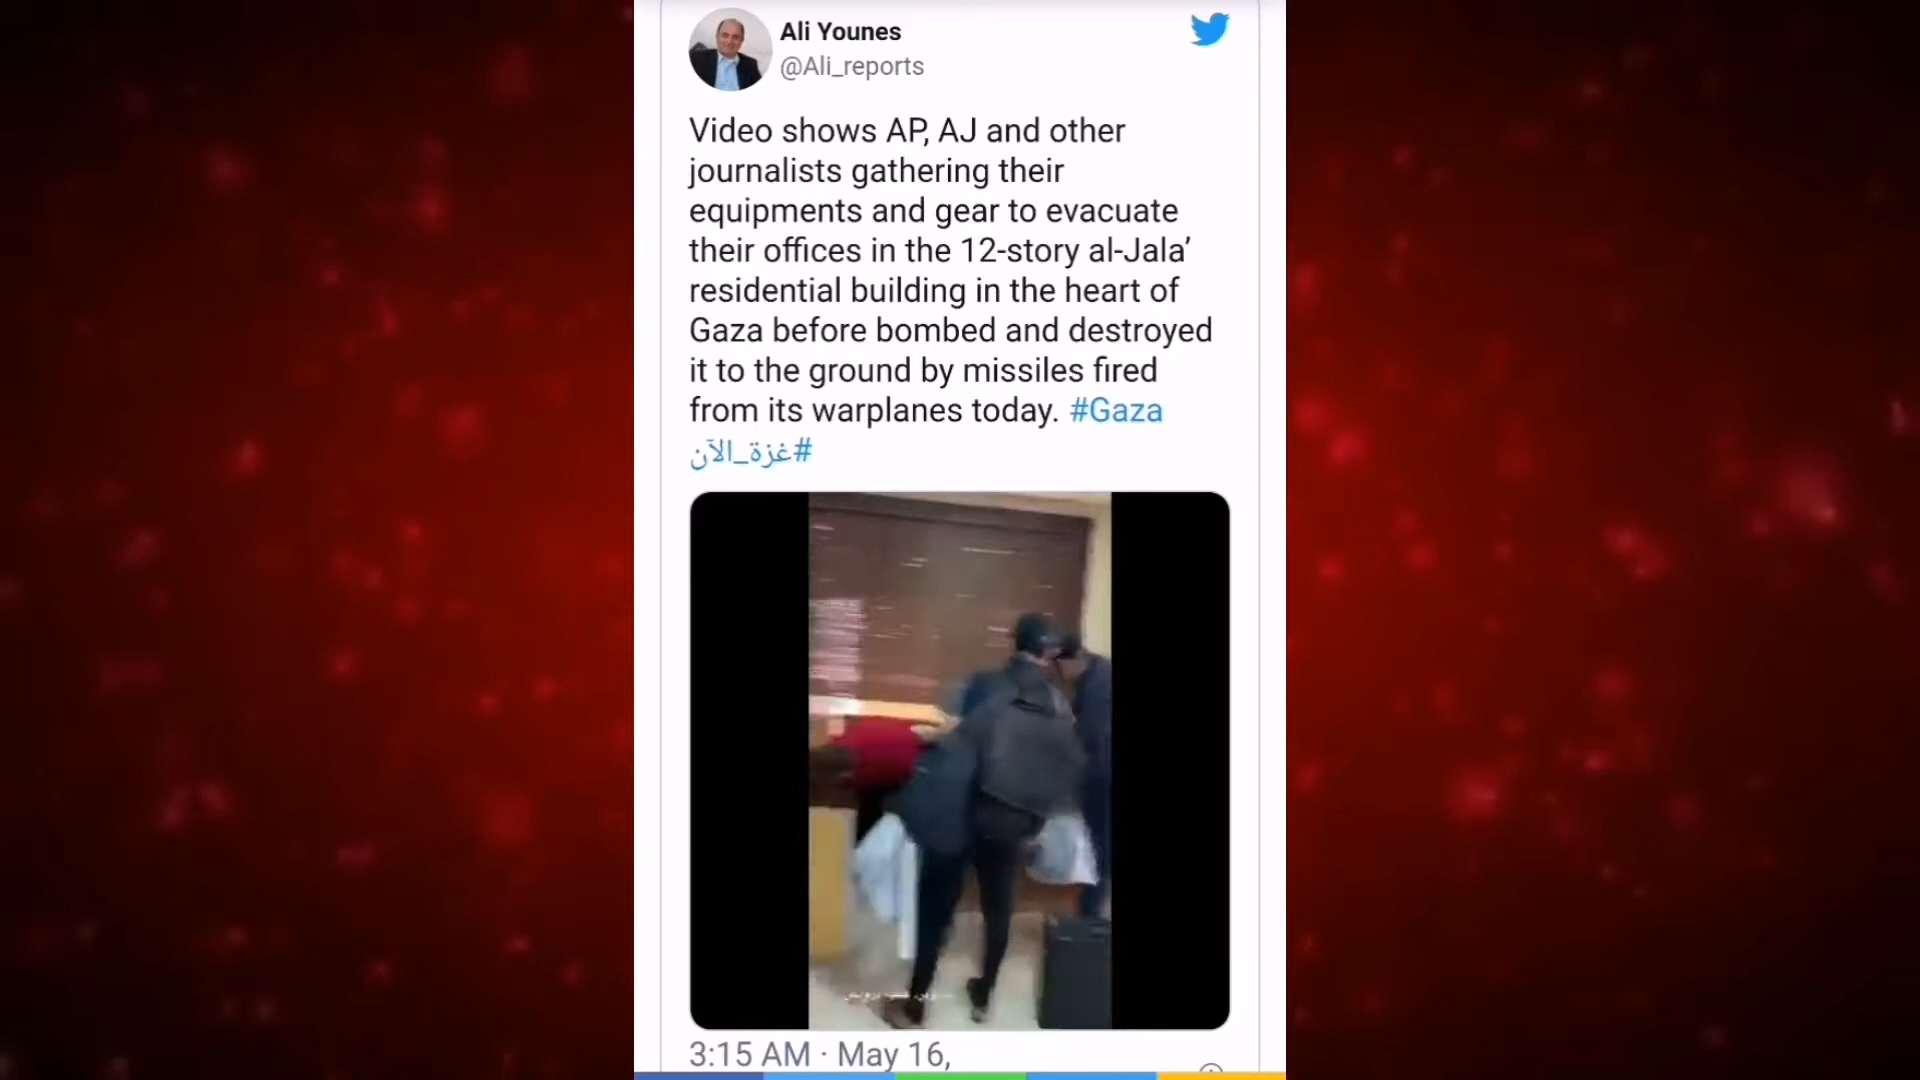 Ali Younes
@Ali_reports
Video shows AP, AJ and other
journalists gathering their
equipments and gear to evacuate
their offices in the 12-story al-Jala’
residential building in the heart of
Gaza before bombed and destroyed
it to the ground by missiles fired
from its warplanes today. #Gaza
#غزة_الآن
3:15 AM · May 16,